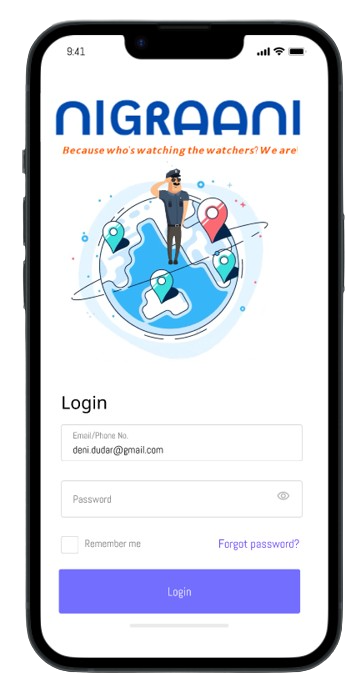 9:41
NIGRAANI
Because who's watching the watchers? We are!
Login
Email/Phone No.
deni.dudar@gmail.com
Password
Remember me Forgot password?
Login